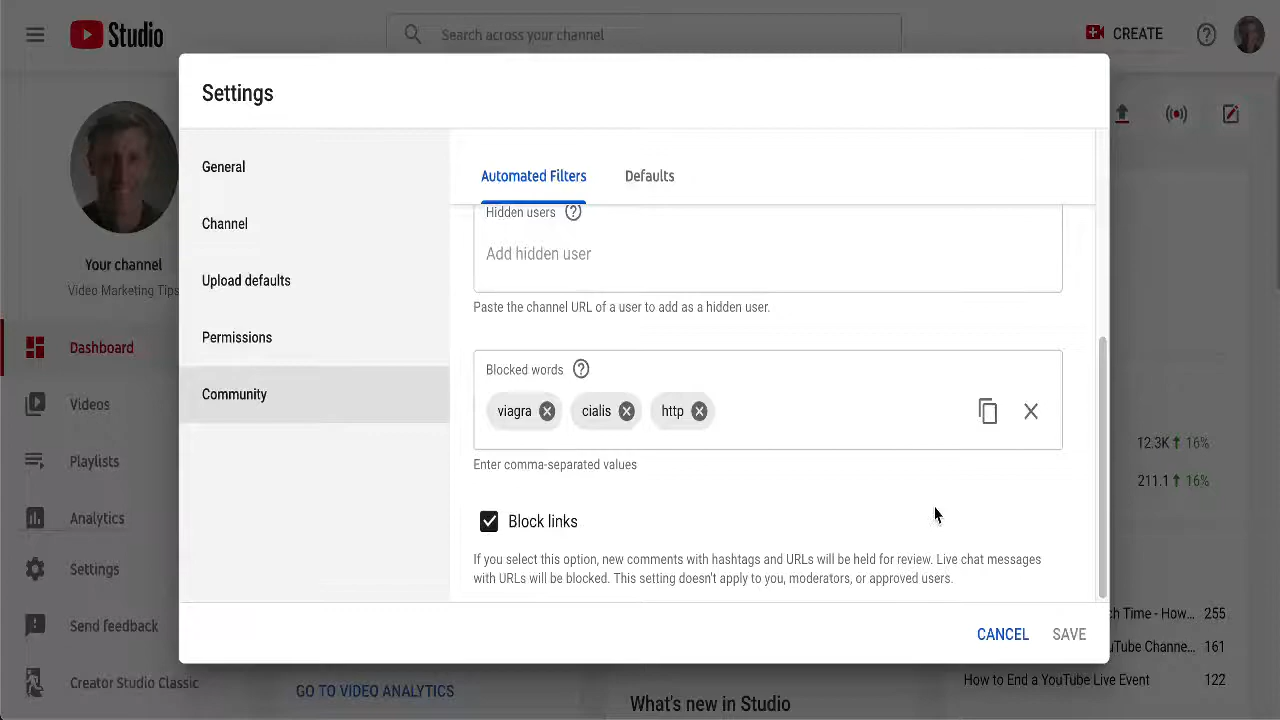 Studio
Search across your channel
CREATE
Settings
General
Channel
Upload defaults
Permissions
Community
Automated Filters
Defaults
Hidden users
Add hidden user
Paste the channel URL of a user to add as a hidden user.
Blocked words
viagra
cialis
http
Enter comma-separated values
Block links
If you select this option, new comments with hashtags and URLs will be held for review. Live chat messages
with URLs will be blocked. This setting doesn't apply to you, moderators, or approved users.
CANCEL
SAVE
Your channel
Video Marketing Tips
Dashboard
Videos
Playlists
Analytics
Settings
Send feedback
Creator Studio Classic
GO TO VIDEO ANALYTICS
What's new in Studio
12.3K 16%
211.1 16%
Time - How... 255
Channe... 161
How to End a YouTube Live Event 122